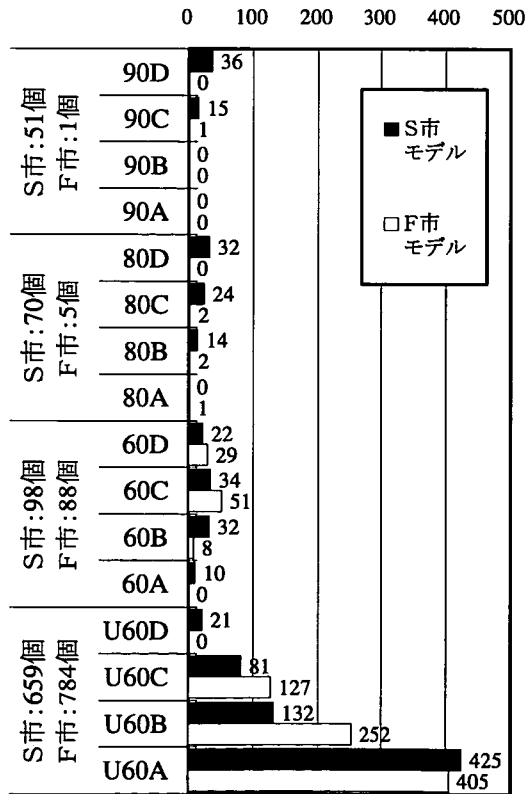 0 100 200 300 400 500
S市:51個
F市:1個
90D 36 0
90C 15 1
90B 0 0
90A 0 0
S市:70個
F市:5個
80D 32 0
80C 24 2
80B 14 2
80A 0 1
S市:98個
F市:88個
60D 22 29
60C 34 51
60B 32 8
60A 10 0
S市:659個
F市:784個
U60D 21 0
U60C 81 127
U60B 132 252
U60A 425 405
S市
モデル
F市
モデル